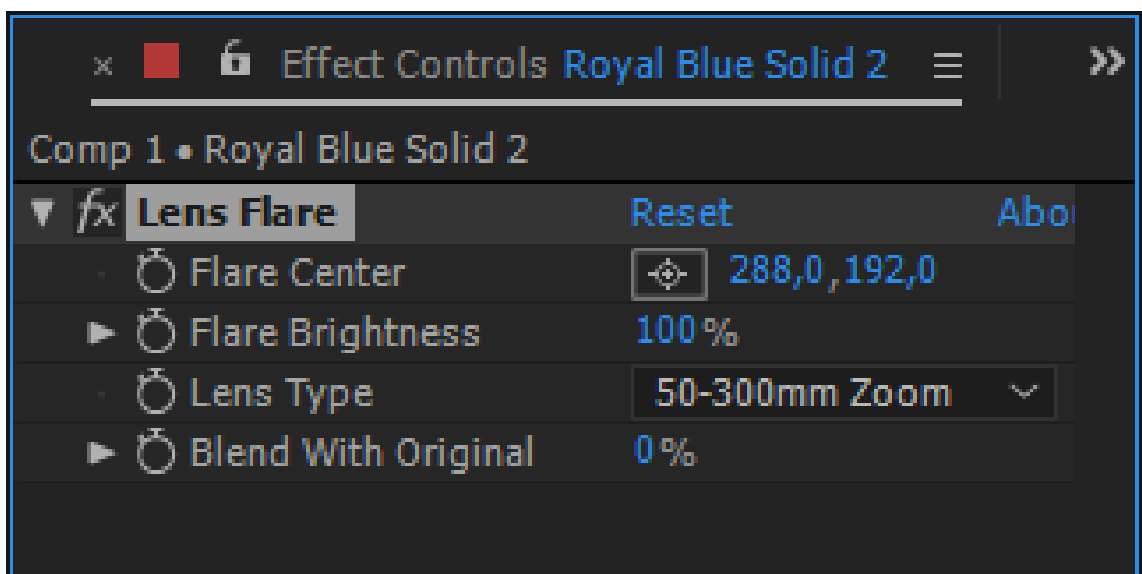 Effect Controls Royal Blue Solid 2
Comp 1 • Royal Blue Solid 2
fx Lens Flare Reset
Flare Center 288,0,192,0
Flare Brightness 100%
Lens Type 50-300mm Zoom
Blend With Original 0%